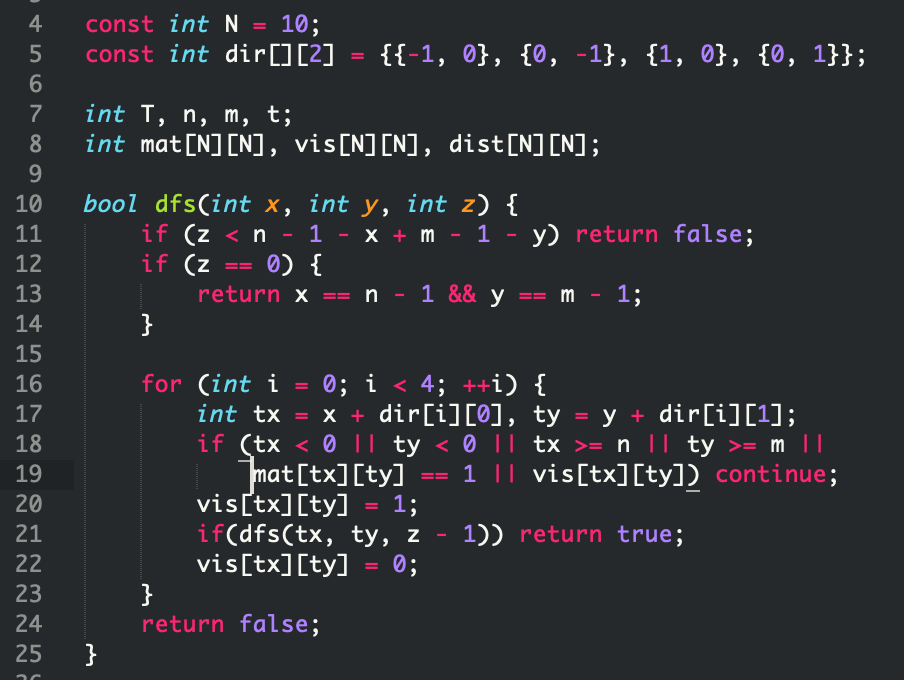 4 const int N = 10;
5 const int dir[][2] = {{-1, 0}, {0, -1}, {1, 0}, {0, 1}};
6
7 int T, n, m, t;
8 int mat[N][N], vis[N][N], dist[N][N];
9
10 bool dfs(int x, int y, int z) {
11     if (z < n - 1 - x + m - 1 - y) return false;
12     if (z == 0) {
13         return x == n - 1 && y == m - 1;
14     }
15
16     for (int i = 0; i < 4; ++i) {
17         int tx = x + dir[i][0], ty = y + dir[i][1];
18         if (tx < 0 || ty < 0 || tx >= n || ty >= m ||
19             mat[tx][ty] == 1 || vis[tx][ty]) continue;
20         vis[tx][ty] = 1;
21         if(dfs(tx, ty, z - 1)) return true;
22         vis[tx][ty] = 0;
23     }
24     return false;
25 }